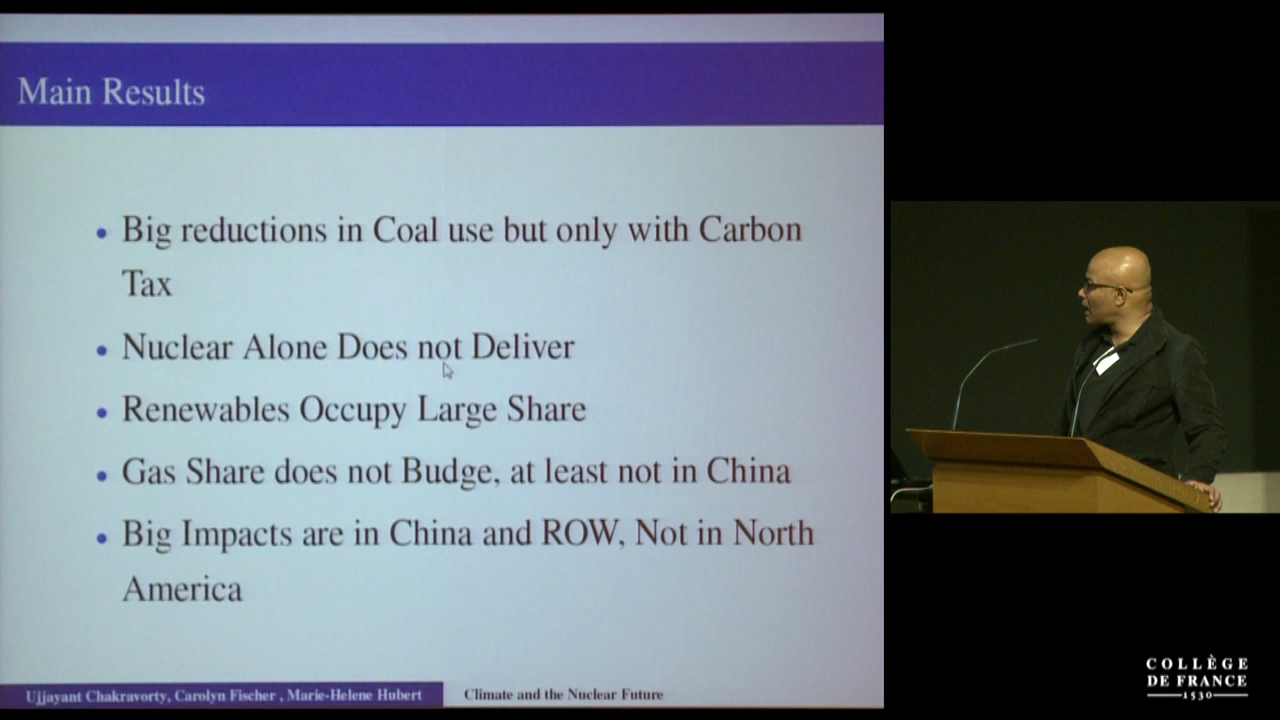 Main Results
Big reductions in Coal use but only with Carbon
Tax
Nuclear Alone Does not Deliver
Renewables Occupy Large Share
Gas Share does not Budge, at least not in China
Big Impacts are in China and ROW, Not in North
America
Ujjayant Chakravorty, Carolyn Fischer , Marie-Helene Hubert
Climate and the Nuclear Future
COLLÈGE
DE FRANCE
1530